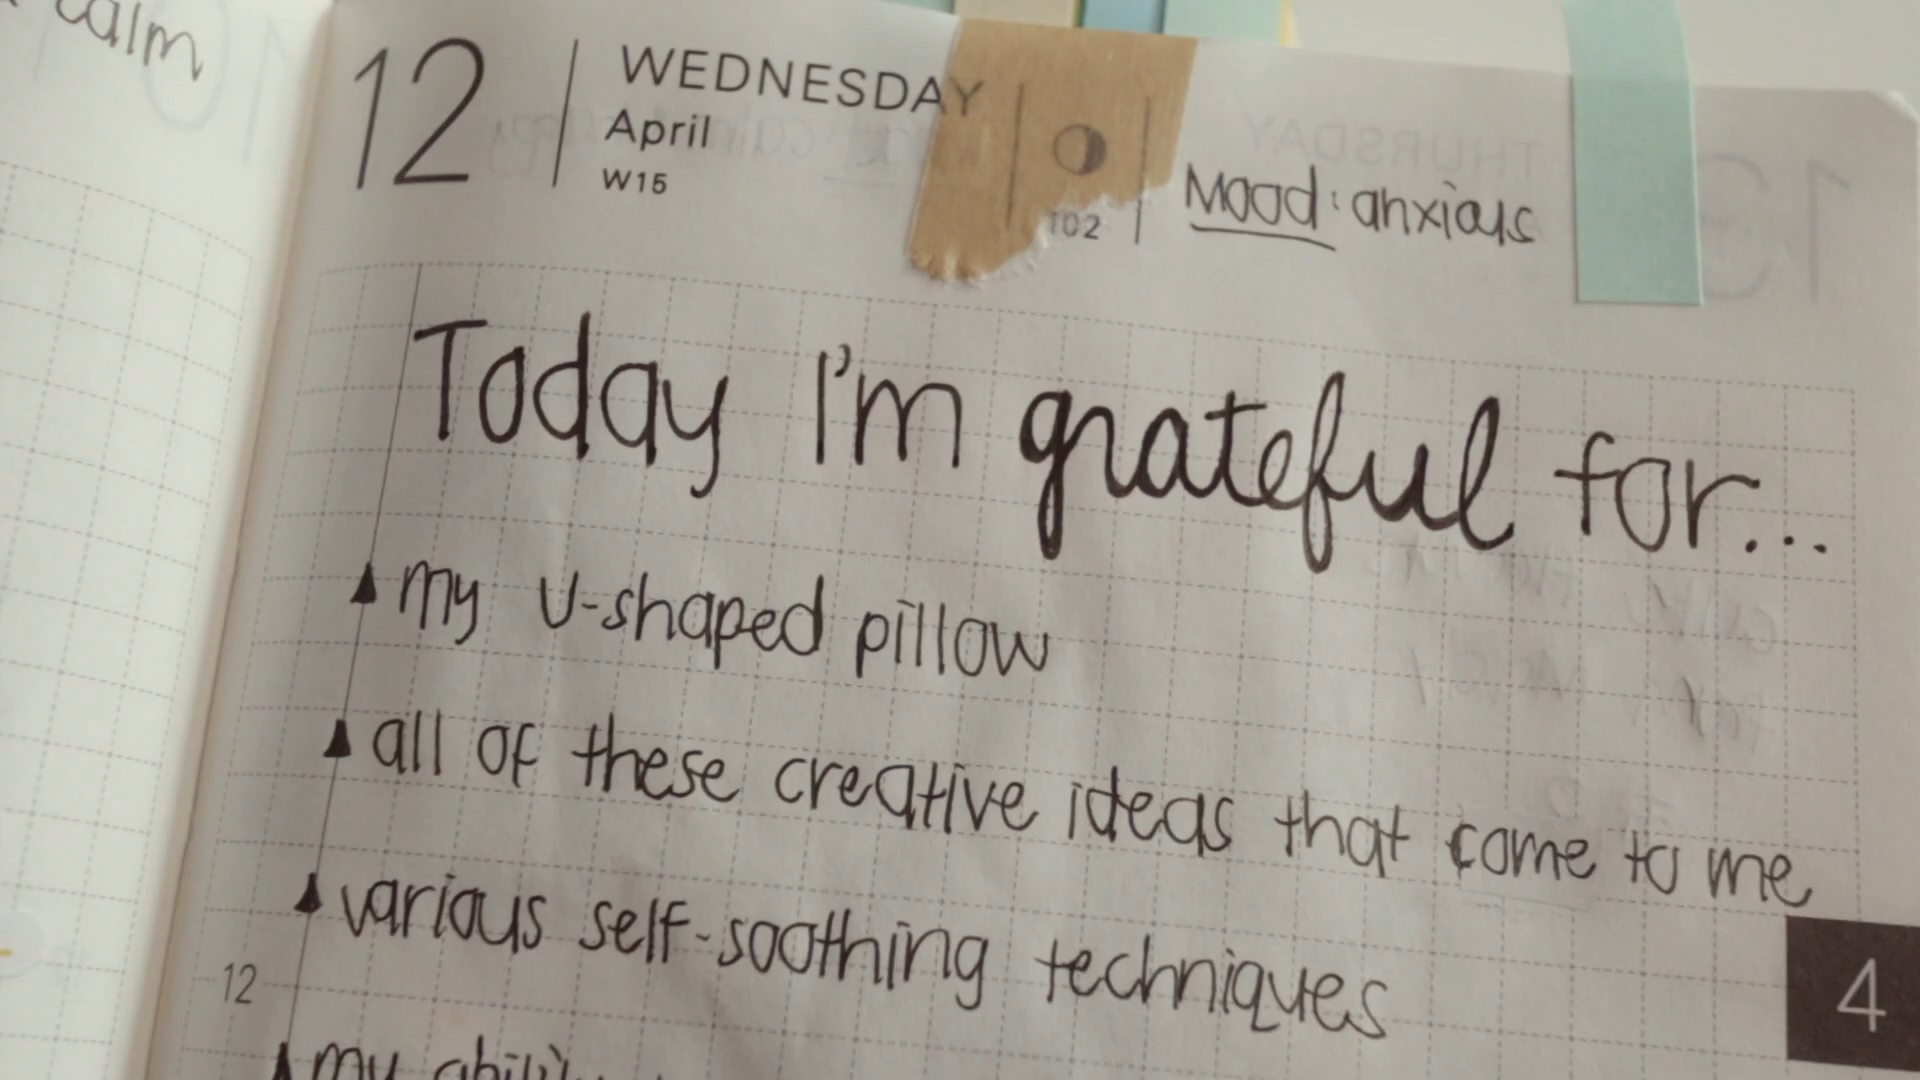 calm
12
WEDNESDAY
April
W15
102
Mood: anxious
Today I'm grateful for...
my U-shaped pillow
all of these creative ideas that come to me
various self-soothing techniques
12
4
my